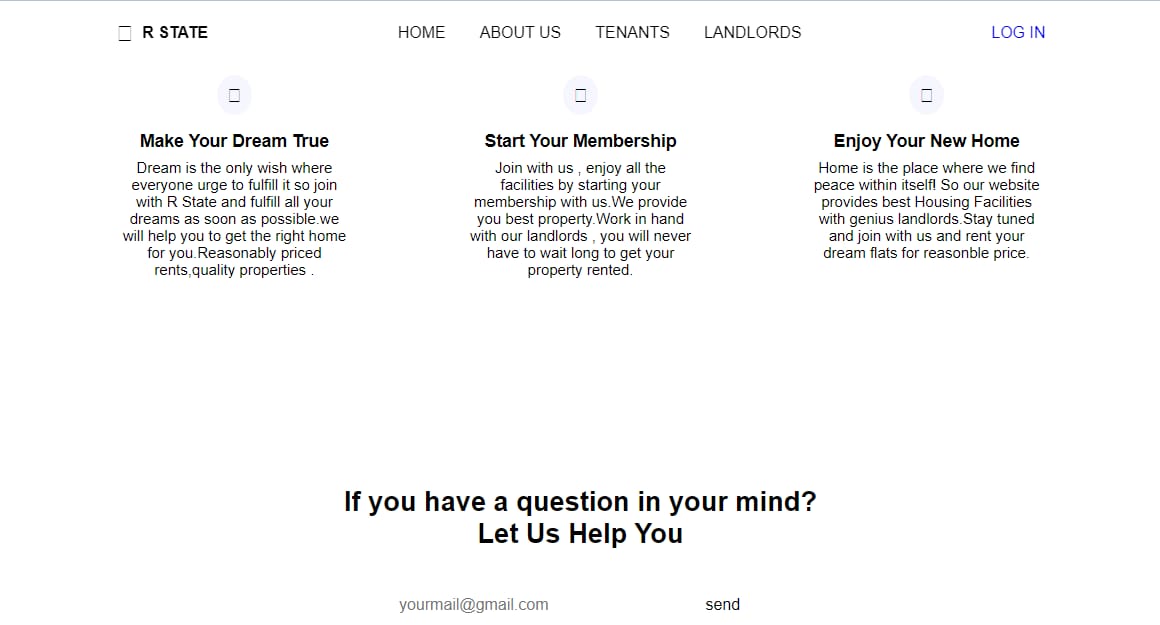 R STATE
HOME
ABOUT US
TENANTS
LANDLORDS
LOG IN
Make Your Dream True
Dream is the only wish where
everyone urge to fulfill it so join
with R State and fulfill all your
dreams as soon as possible.we
will help you to get the right home
for you.Reasonably priced
rents,quality properties .
Start Your Membership
Join with us , enjoy all the
facilities by starting your
membership with us.We provide
you best property.Work in hand
with our landlords , you will never
have to wait long to get your
property rented.
Enjoy Your New Home
Home is the place where we find
peace within itself! So our website
provides best Housing Facilities
with genius landlords.Stay tuned
and join with us and rent your
dream flats for reasonble price.
If you have a question in your mind?
Let Us Help You
yourmail@gmail.com
send